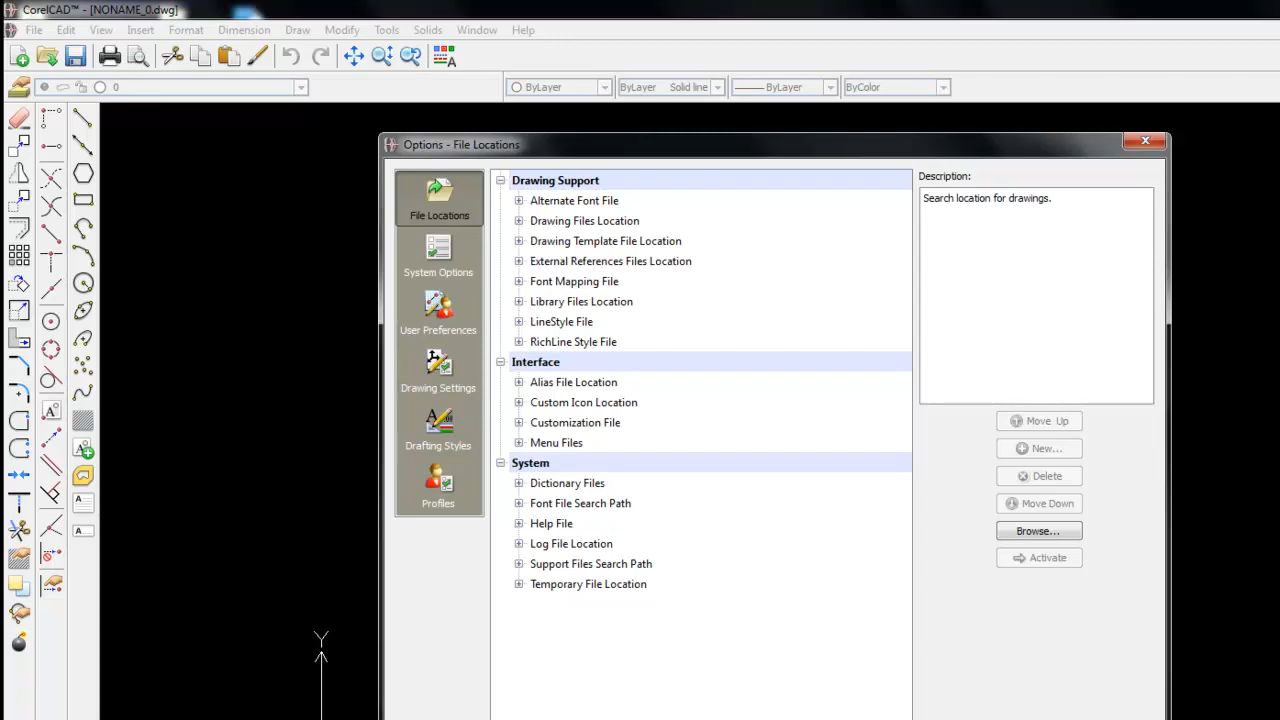 CorelCAD™ - [NONAME_0.dwg]
File Edit View Insert Format Dimension Draw Modify Tools Solids Window Help
0 ByLayer ByLayer Solid line ByLayer ByColor
Options - File Locations
File Locations
System Options
User Preferences
Drawing Settings
Drafting Styles
Profiles
Drawing Support
Alternate Font File
Drawing Files Location
Drawing Template File Location
External References Files Location
Font Mapping File
Library Files Location
LineStyle File
RichLine Style File
Interface
Alias File Location
Custom Icon Location
Customization File
Menu Files
System
Dictionary Files
Font File Search Path
Help File
Log File Location
Support Files Search Path
Temporary File Location
Description:
Search location for drawings.
Move Up
New...
Delete
Move Down
Browse...
Activate
Y